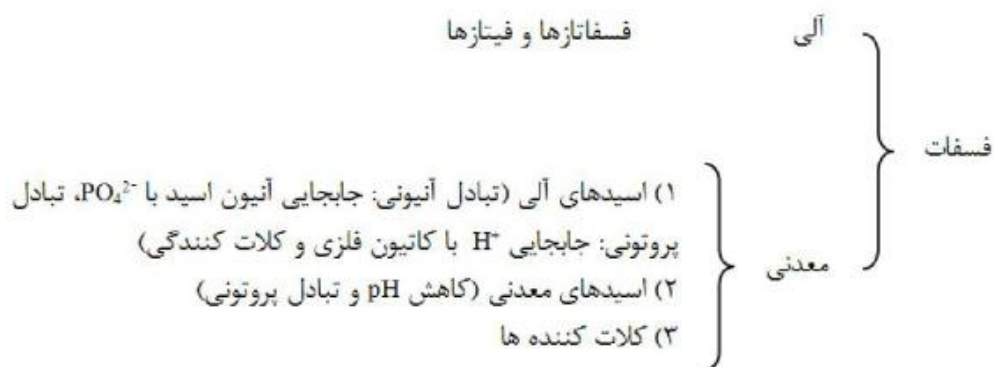 آلی فسفاتازها و فیتازها
فسفات
معدنی
۱) اسیدهای آلی (تبادل آنیونی: جابجایی آنیون اسید با PO₄²⁻، تبادل
پروتونی: جابجایی H⁺ با کاتیون فلزی و کلات کنندگی)
۲) اسیدهای معدنی (کاهش pH و تبادل پروتونی)
۳) کلات کننده ها